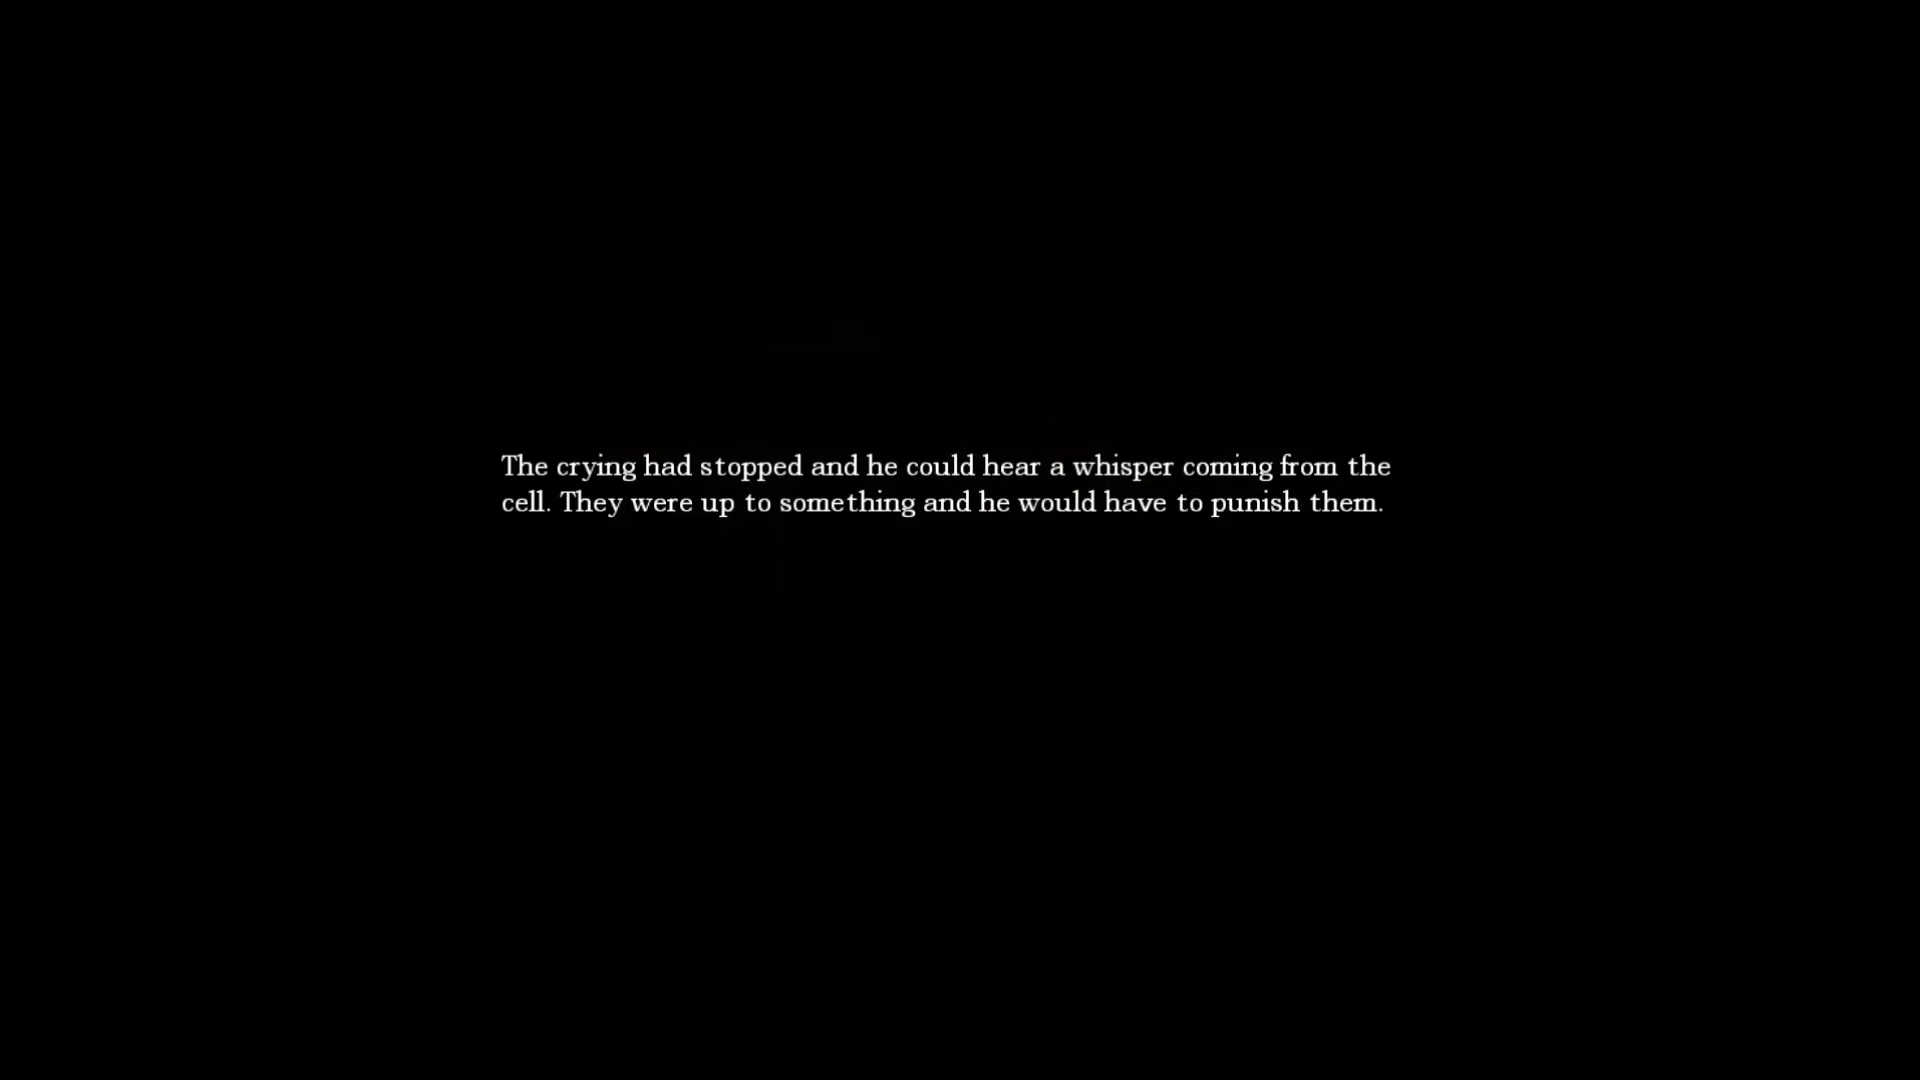 The crying had stopped and he could hear a whisper coming from the
cell. They were up to something and he would have to punish them.